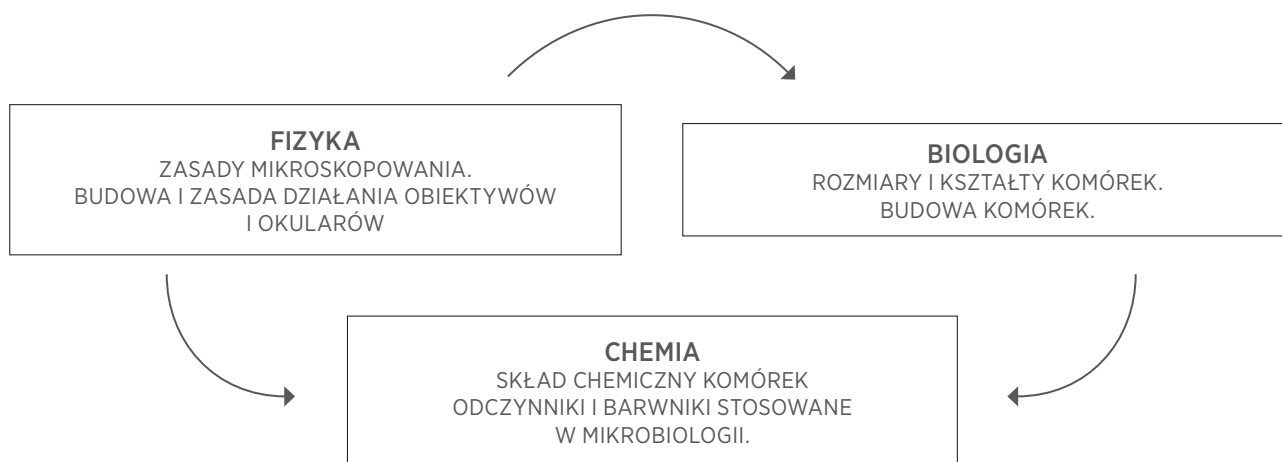 FIZYKA
ZASADY MIKROSKOPOWANIA.
BUDOWA I ZASADA DZIAŁANIA OBIEKTYWÓW
I OKULARÓW
BIOLOGIA
ROZMIARY I KSZTAŁTY KOMÓREK.
BUDOWA KOMÓREK.
CHEMIA
SKŁAD CHEMICZNY KOMÓREK
ODCZYNNIKI I BARWNIKI STOSOWANE
W MIKROBIOLOGII.